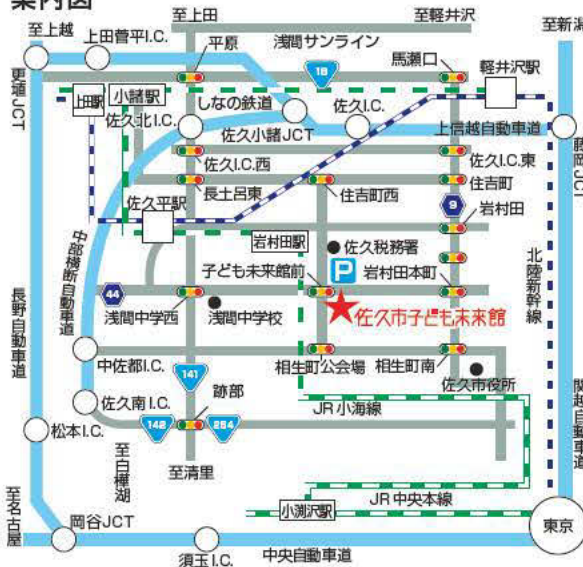 案内図
至上田
至軽井沢
至新潟
至上越
上田菅平I.C.
平原
浅間サンライン
馬瀬口
18
軽井沢駅
更埴JCT
上田駅
小諸駅
しなの鉄道
佐久北I.C.
佐久小諸JCT
佐久I.C.
上信越自動車道
藤岡JCT
佐久I.C.西
佐久I.C.東
長土呂東
住吉町西
住吉町
佐久平駅
9
岩村田
岩村田駅
佐久税務署
中部横断自動車道
子ども未来館前
P
岩村田本町
北陸新幹線
44
浅間中学西
浅間中学校
佐久市子ども未来館
長野自動車道
中佐都I.C.
相生町公会場
相生町南
141
佐久市役所
佐久南I.C.
跡部
JR小海線
関越自動車道
142
254
松本I.C.
至白樺湖
至清里
JR中央本線
至名古屋
小淵沢駅
岡谷JCT
東京
須玉I.C.
中央自動車道